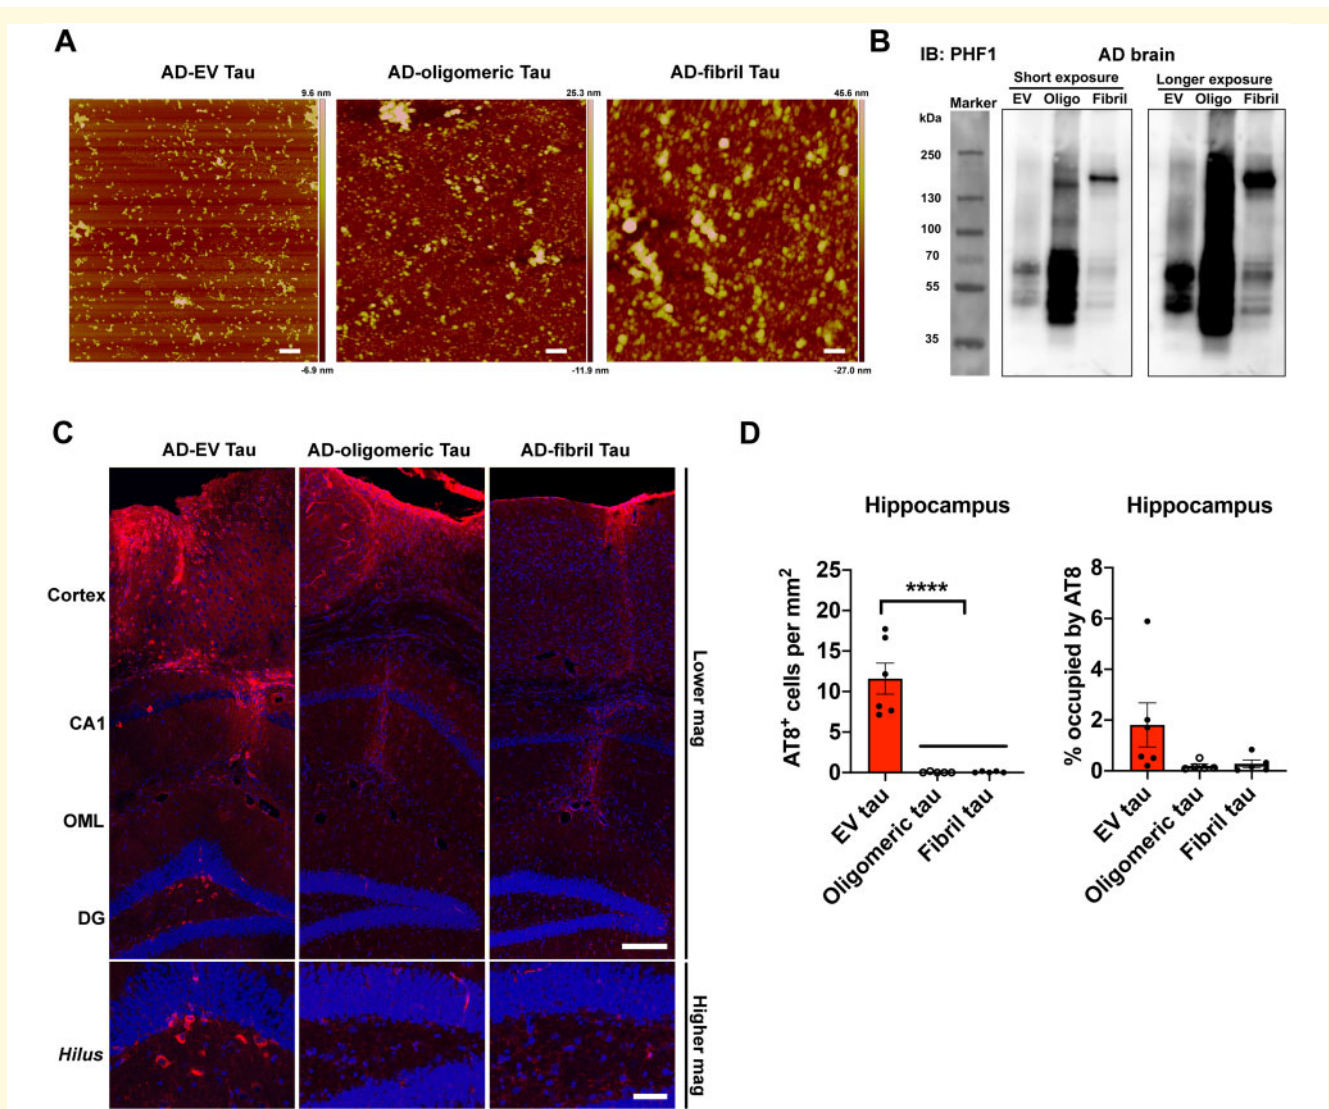 A
AD-EV Tau
AD-oligomeric Tau
AD-fibril Tau
9.6 nm
26.3 nm
45.6 nm
-6.9 nm
-11.9 nm
-27.0 nm
B
IB: PHF1
AD brain
Short exposure
Longer exposure
Marker
EV Oligo Fibril
EV Oligo Fibril
kDa
250
130
100
70
55
35
C
AD-EV Tau
AD-oligomeric Tau
AD-fibril Tau
Cortex
CA1
OML
DG
Hilus
Lower mag
Higher mag
D
Hippocampus
AT8⁺ cells per mm²
25
20
15
10
5
0
****
EV tau
Oligomeric tau
Fibril tau
Hippocampus
% occupied by AT8
8
6
4
2
0
EV tau
Oligomeric tau
Fibril tau